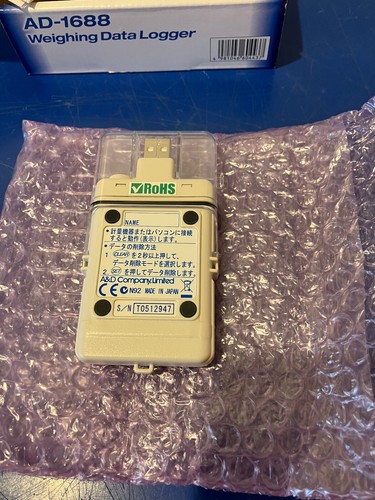 AD-1688
Weighing Data Logger
RoHS
NAME
• 計量機器またはパソコンに接続
すると動作(表示)します。
• データの削除方法
1 CLEAR を2秒以上押して、
データ削除モードを選択します。
2 SET を押してデータ削除します。
A&D Company,Limited
CE N92 MADE IN JAPAN
S/N T0512947